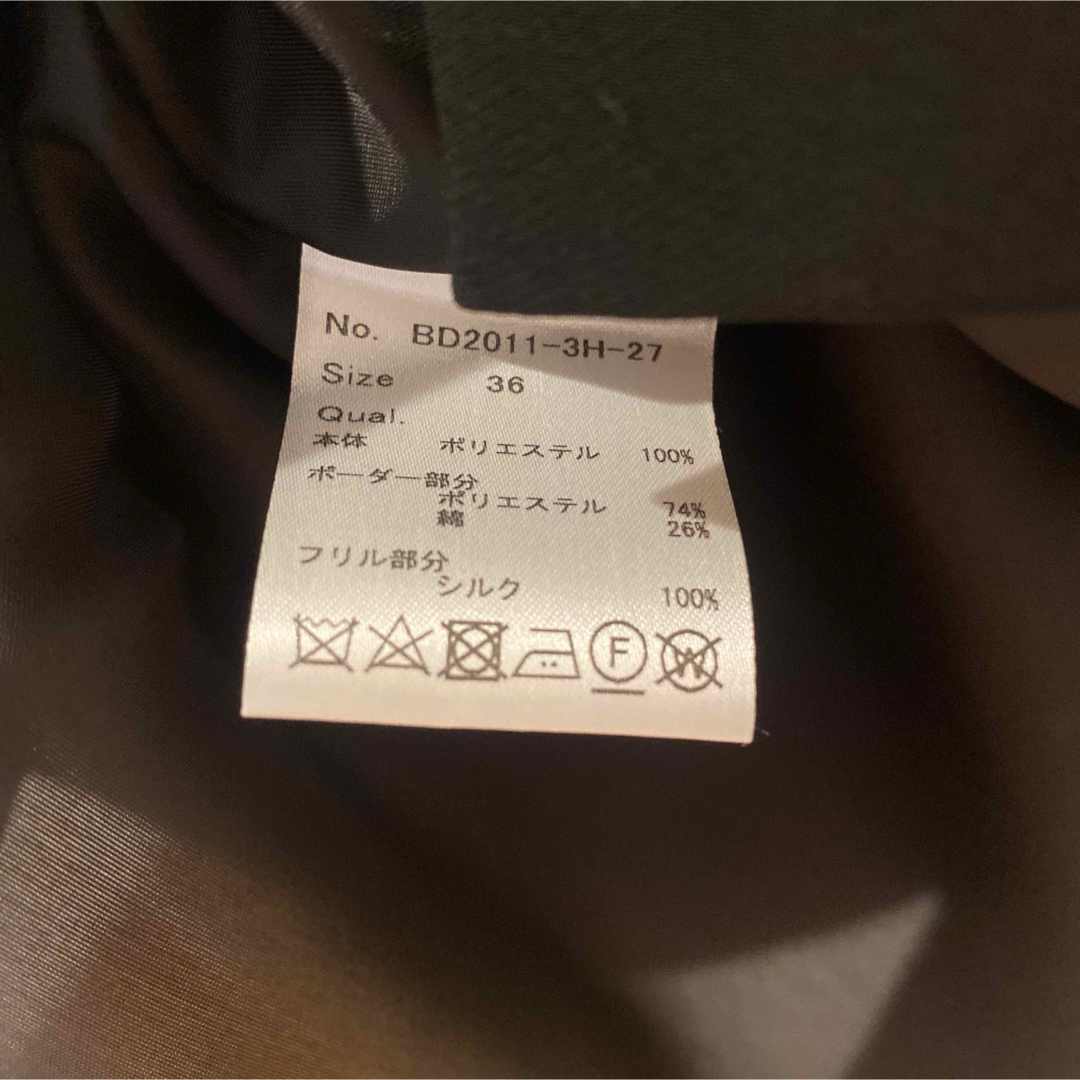 No. BD2011-3H-27
Size 36
Qual.
本体 ポリエステル 100%
ボーダー部分
ポリエステル 74%
綿 26%
フリル部分
シルク 100%
F W